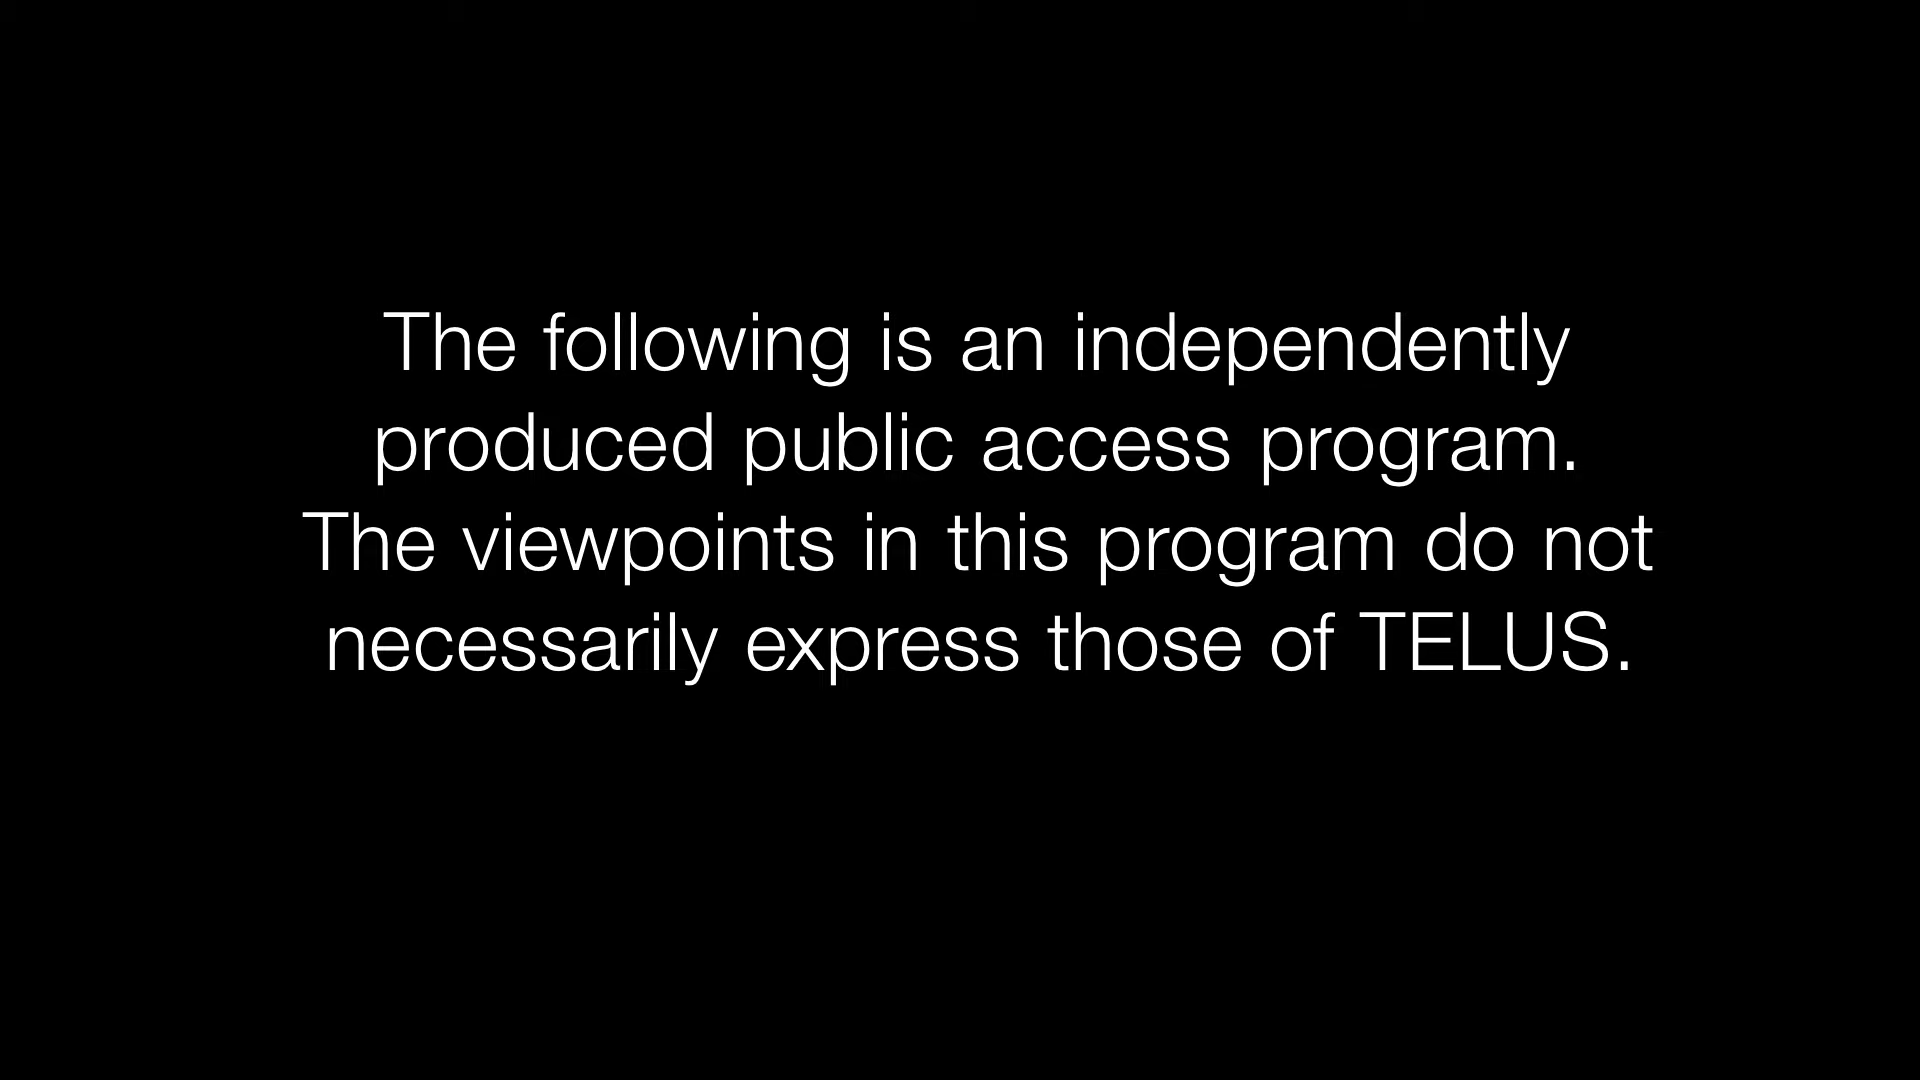 The following is an independently
produced public access program.
The viewpoints in this program do not
necessarily express those of TELUS.